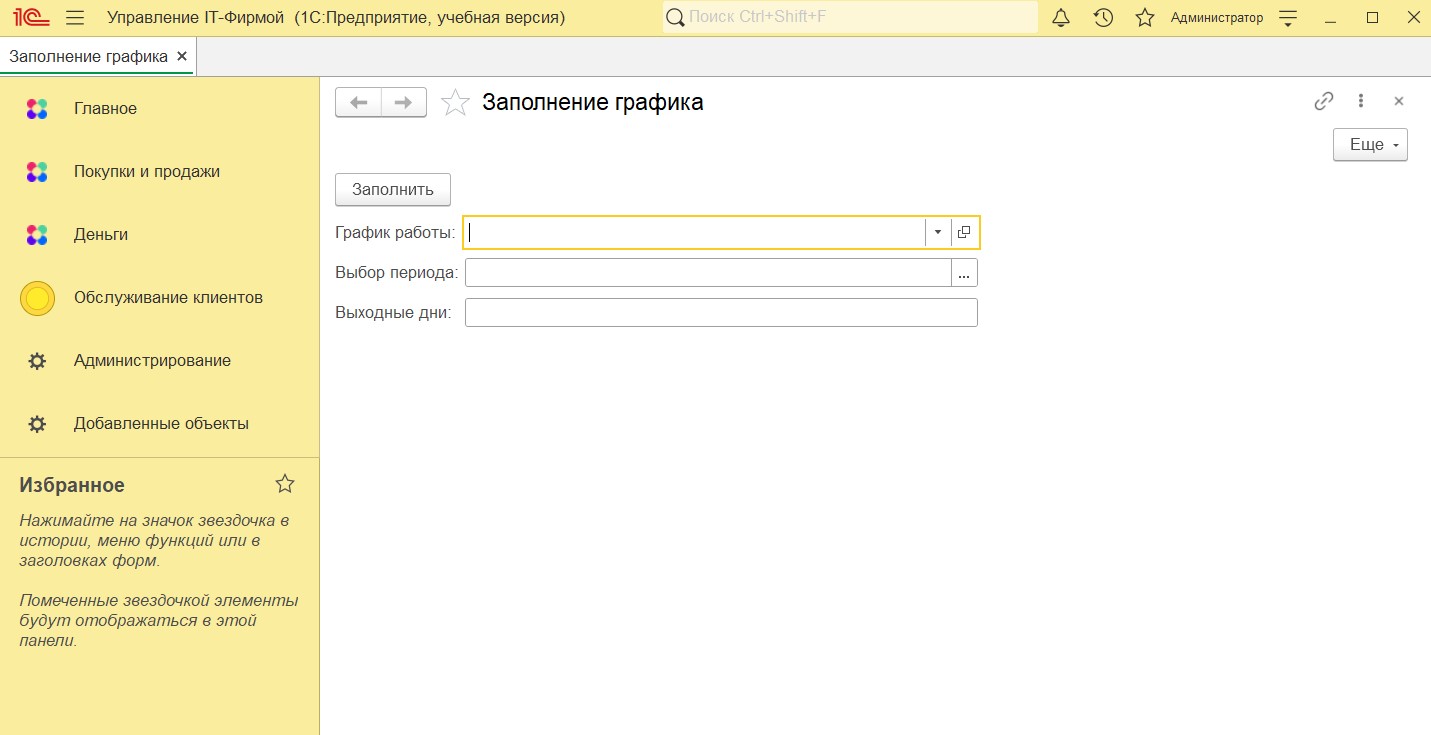 1С Управление IT-Фирмой (1С:Предприятие, учебная версия) Поиск Ctrl+Shift+F Администратор
Заполнение графика ×
Главное
Покупки и продажи
Деньги
Обслуживание клиентов
Администрирование
Добавленные объекты
Избранное
Нажимайте на значок звездочка в
истории, меню функций или в
заголовках форм.
Помеченные звездочкой элементы
будут отображаться в этой
панели.
Заполнение графика
Еще
Заполнить
График работы:
Выбор периода: ...
Выходные дни: